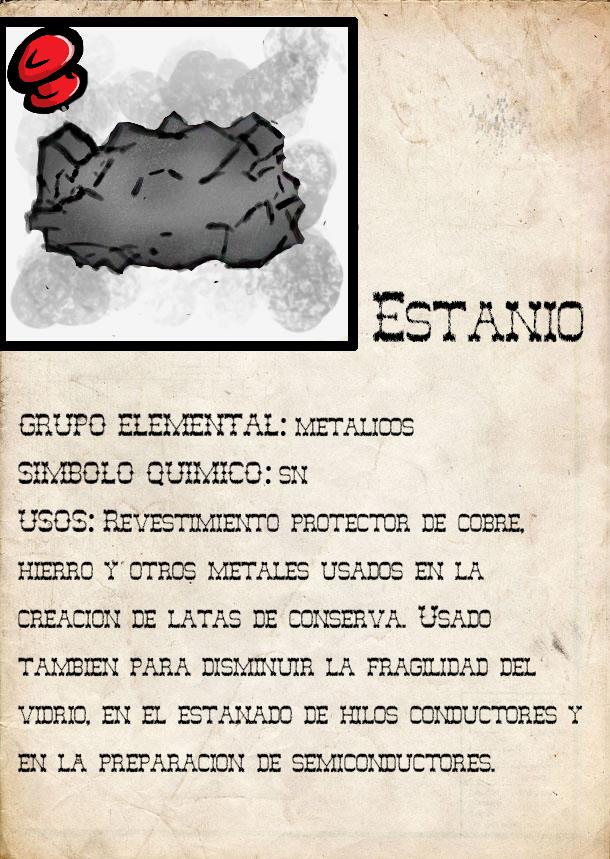 Estanio
GRUPO ELEMENTAL: METALICOS
SIMBOLO QUIMICO: SN
USOS: REVESTIMIENTO PROTECTOR DE COBRE,
HIERRO Y OTROS METALES USADOS EN LA
CREACION DE LATAS DE CONSERVA. USADO
TAMBIEN PARA DISMINUIR LA FRAGILIDAD DEL
VIDRIO, EN EL ESTANADO DE HILOS CONDUCTORES Y
EN LA PREPARACION DE SEMICONDUCTORES.